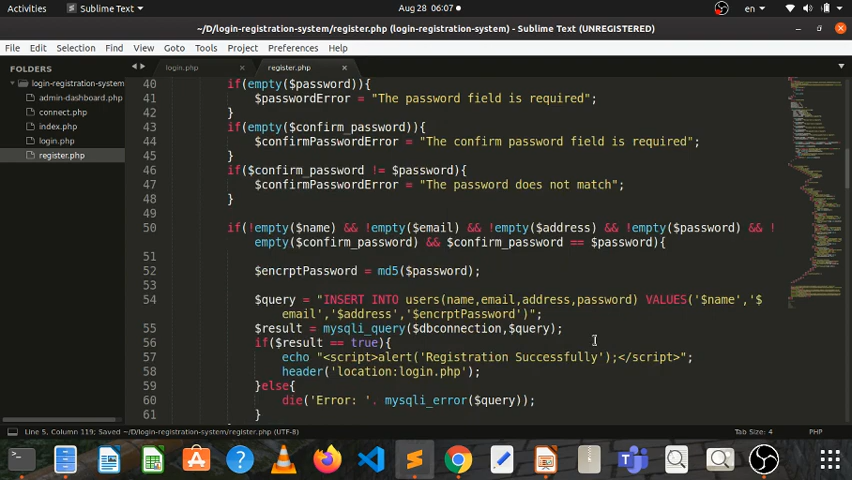 Activities
Sublime Text
Aug 28 06:07
en
~/D/login-registration-system/register.php (login-registration-system) - Sublime Text (UNREGISTERED)
File Edit Selection Find View Goto Tools Project Preferences Help
FOLDERS
login-registration-system
admin-dashboard.php
connect.php
index.php
login.php
register.php
login.php
register.php
40 if(empty($password)){
41 $passwordError = "The password field is required";
42 }
43 if(empty($confirm_password)){
44 $confirmPasswordError = "The confirm password field is required";
45 }
46 if($confirm_password != $password){
47 $confirmPasswordError = "The password does not match";
48 }
49
50 if(!empty($name) && !empty($email) && !empty($address) && !empty($password) && !
empty($confirm_password) && $confirm_password == $password){
51
52 $encrptPassword = md5($password);
53
54 $query = "INSERT INTO users(name,email,address,password) VALUES('$name','$
email','$address','$encrptPassword')";
55 $result = mysqli_query($dbconnection,$query);
56 if($result == true){
57 echo "<script>alert('Registration Successfully');</script>";
58 header('location:login.php');
59 }else{
60 die('Error: '. mysqli_error($query));
61 }
Line 5, Column 119; Saved ~/D/login-registration-system/register.php (UTF-8)
Tab Size: 4
PHP